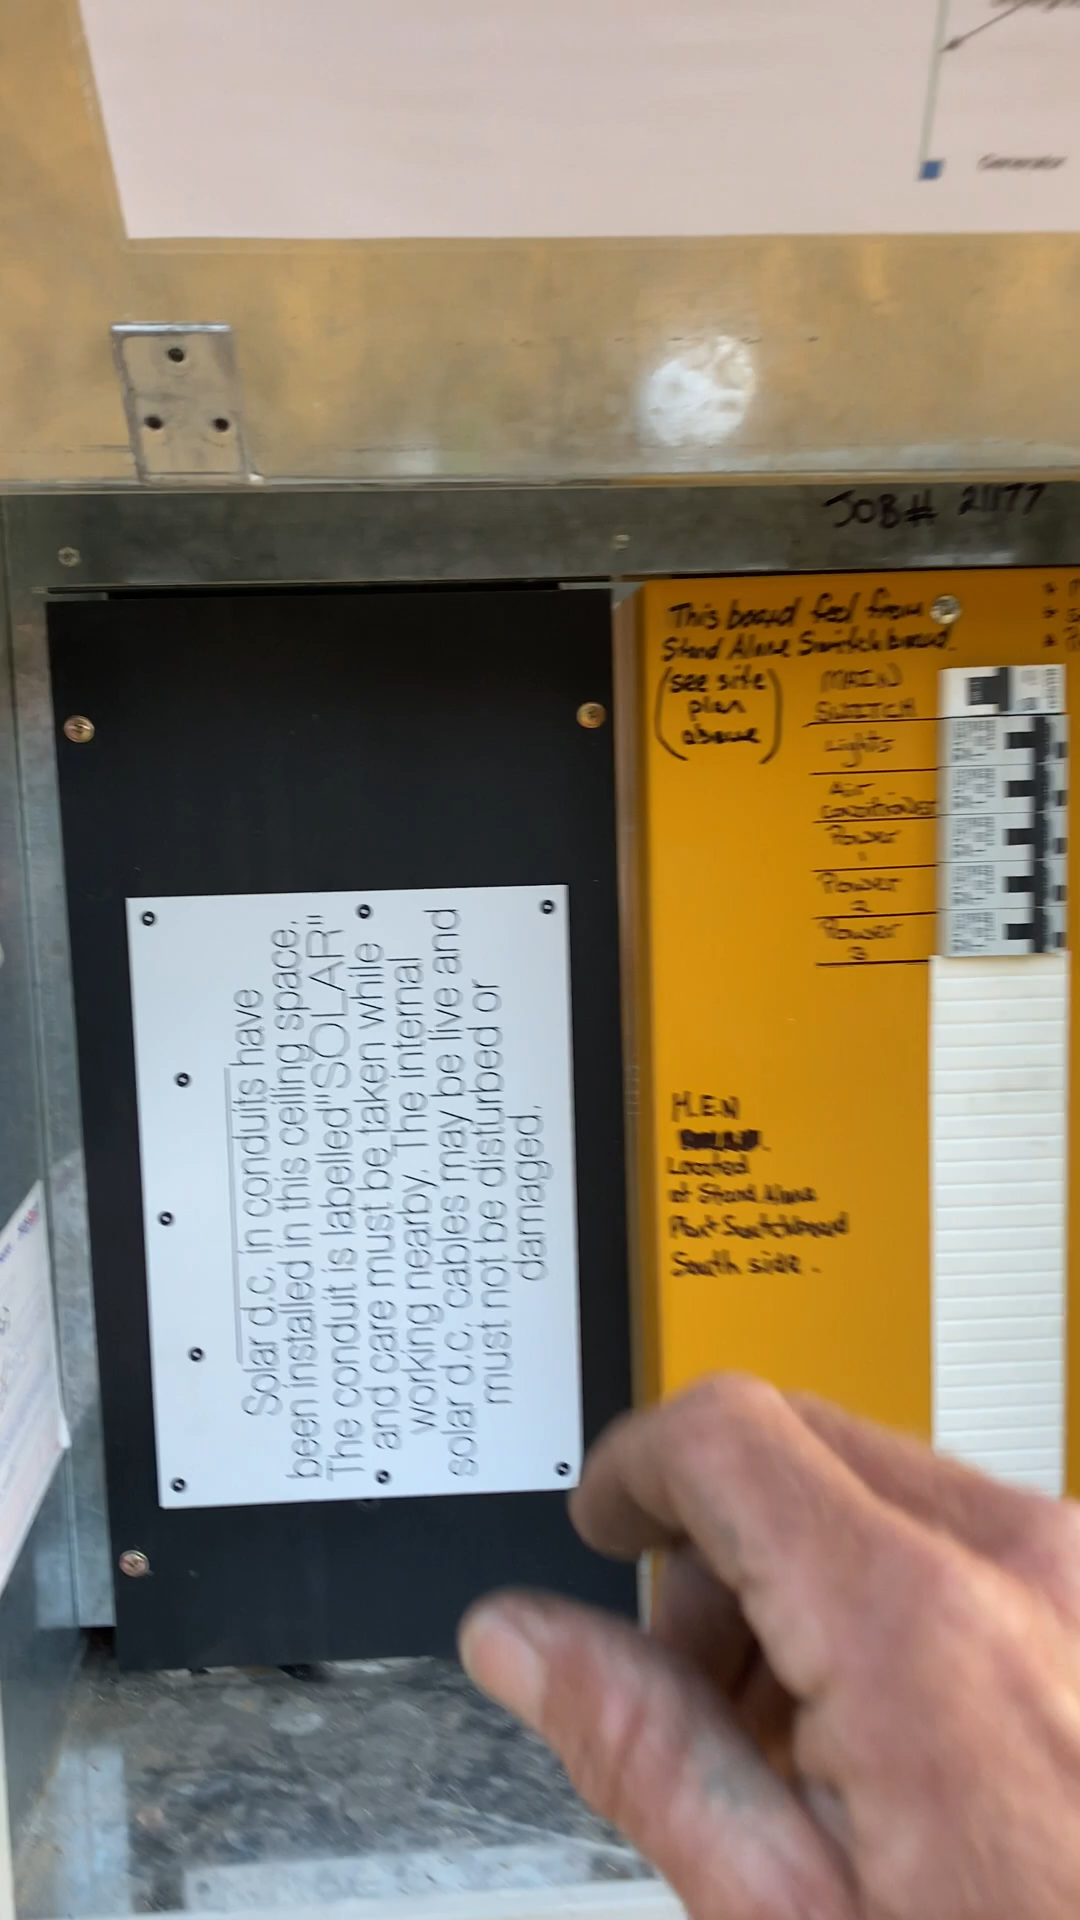 Generator
JOB# 21177
This board feel from
Stand Alone Switchboard.
(see site
plan
above)
MAIN
SWITCH
Lights
Air
Conditioner
Power
1
Power
2
Power
3
Solar d.c. in conduits have
been installed in this ceiling space.
The conduit is labelled "SOLAR"
and care must be taken while
working nearby. The internal
solar d.c. cables may be live and
must not be disturbed or
damaged.
M.E.N
Located
at Stand Alone
Part Switchboard
South side.